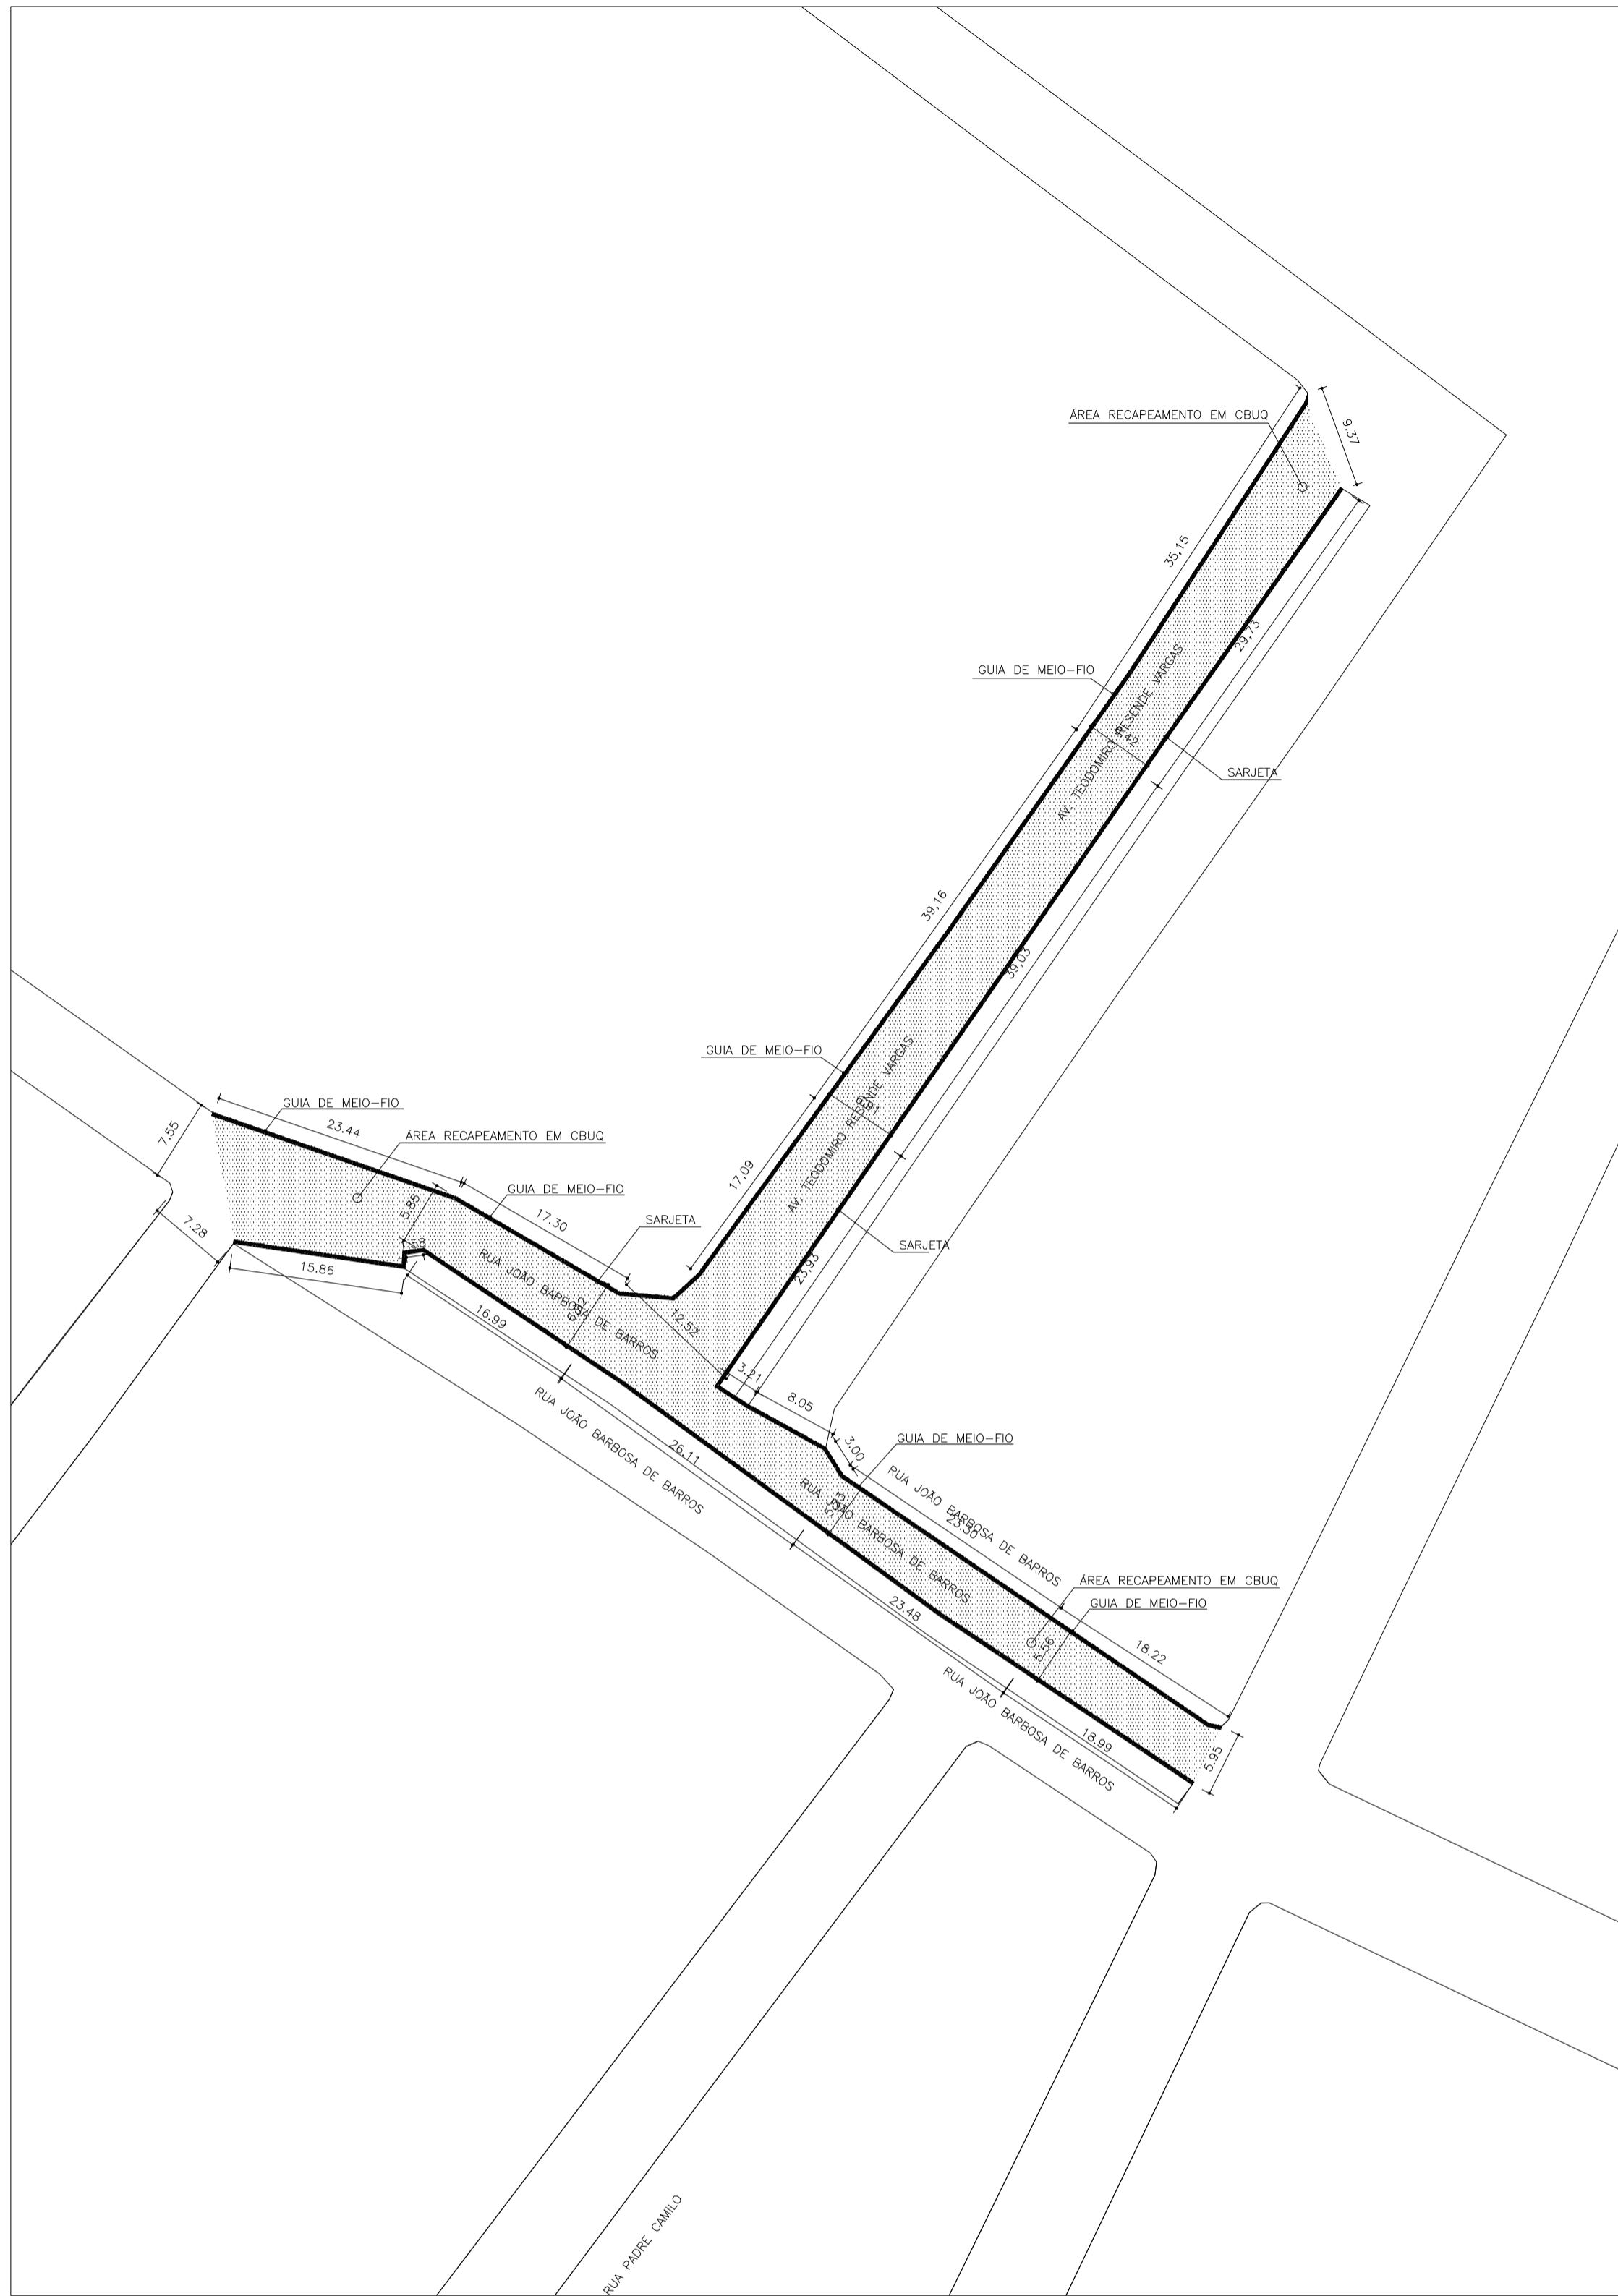 ÁREA RECAPEAMENTO EM CBUQ
9.37
35,15
29,73
GUIA DE MEIO-FIO
AV. TEODOMIRO RESENDE VARGAS
SARJETA
39,16
39,03
GUIA DE MEIO-FIO
AV. TEODOMIRO RESENDE VARGAS
6,91
GUIA DE MEIO-FIO
7.55
23.44
ÁREA RECAPEAMENTO EM CBUQ
17,09
GUIA DE MEIO-FIO
5.85
17.30
SARJETA
7.28
SARJETA
.68
RUA JOÃO BARBOSA DE BARROS
15.86
23,93
16.99
12.52
3.21
8.05
RUA JOÃO BARBOSA DE BARROS
26.11
3.00
GUIA DE MEIO-FIO
RUA JOÃO BARBOSA DE BARROS
23.30
RUA JOÃO BARBOSA DE BARROS
ÁREA RECAPEAMENTO EM CBUQ
GUIA DE MEIO-FIO
23.48
5.56
18.22
RUA JOÃO BARBOSA DE BARROS
18.99
5.95
RUA PADRE CAMILO